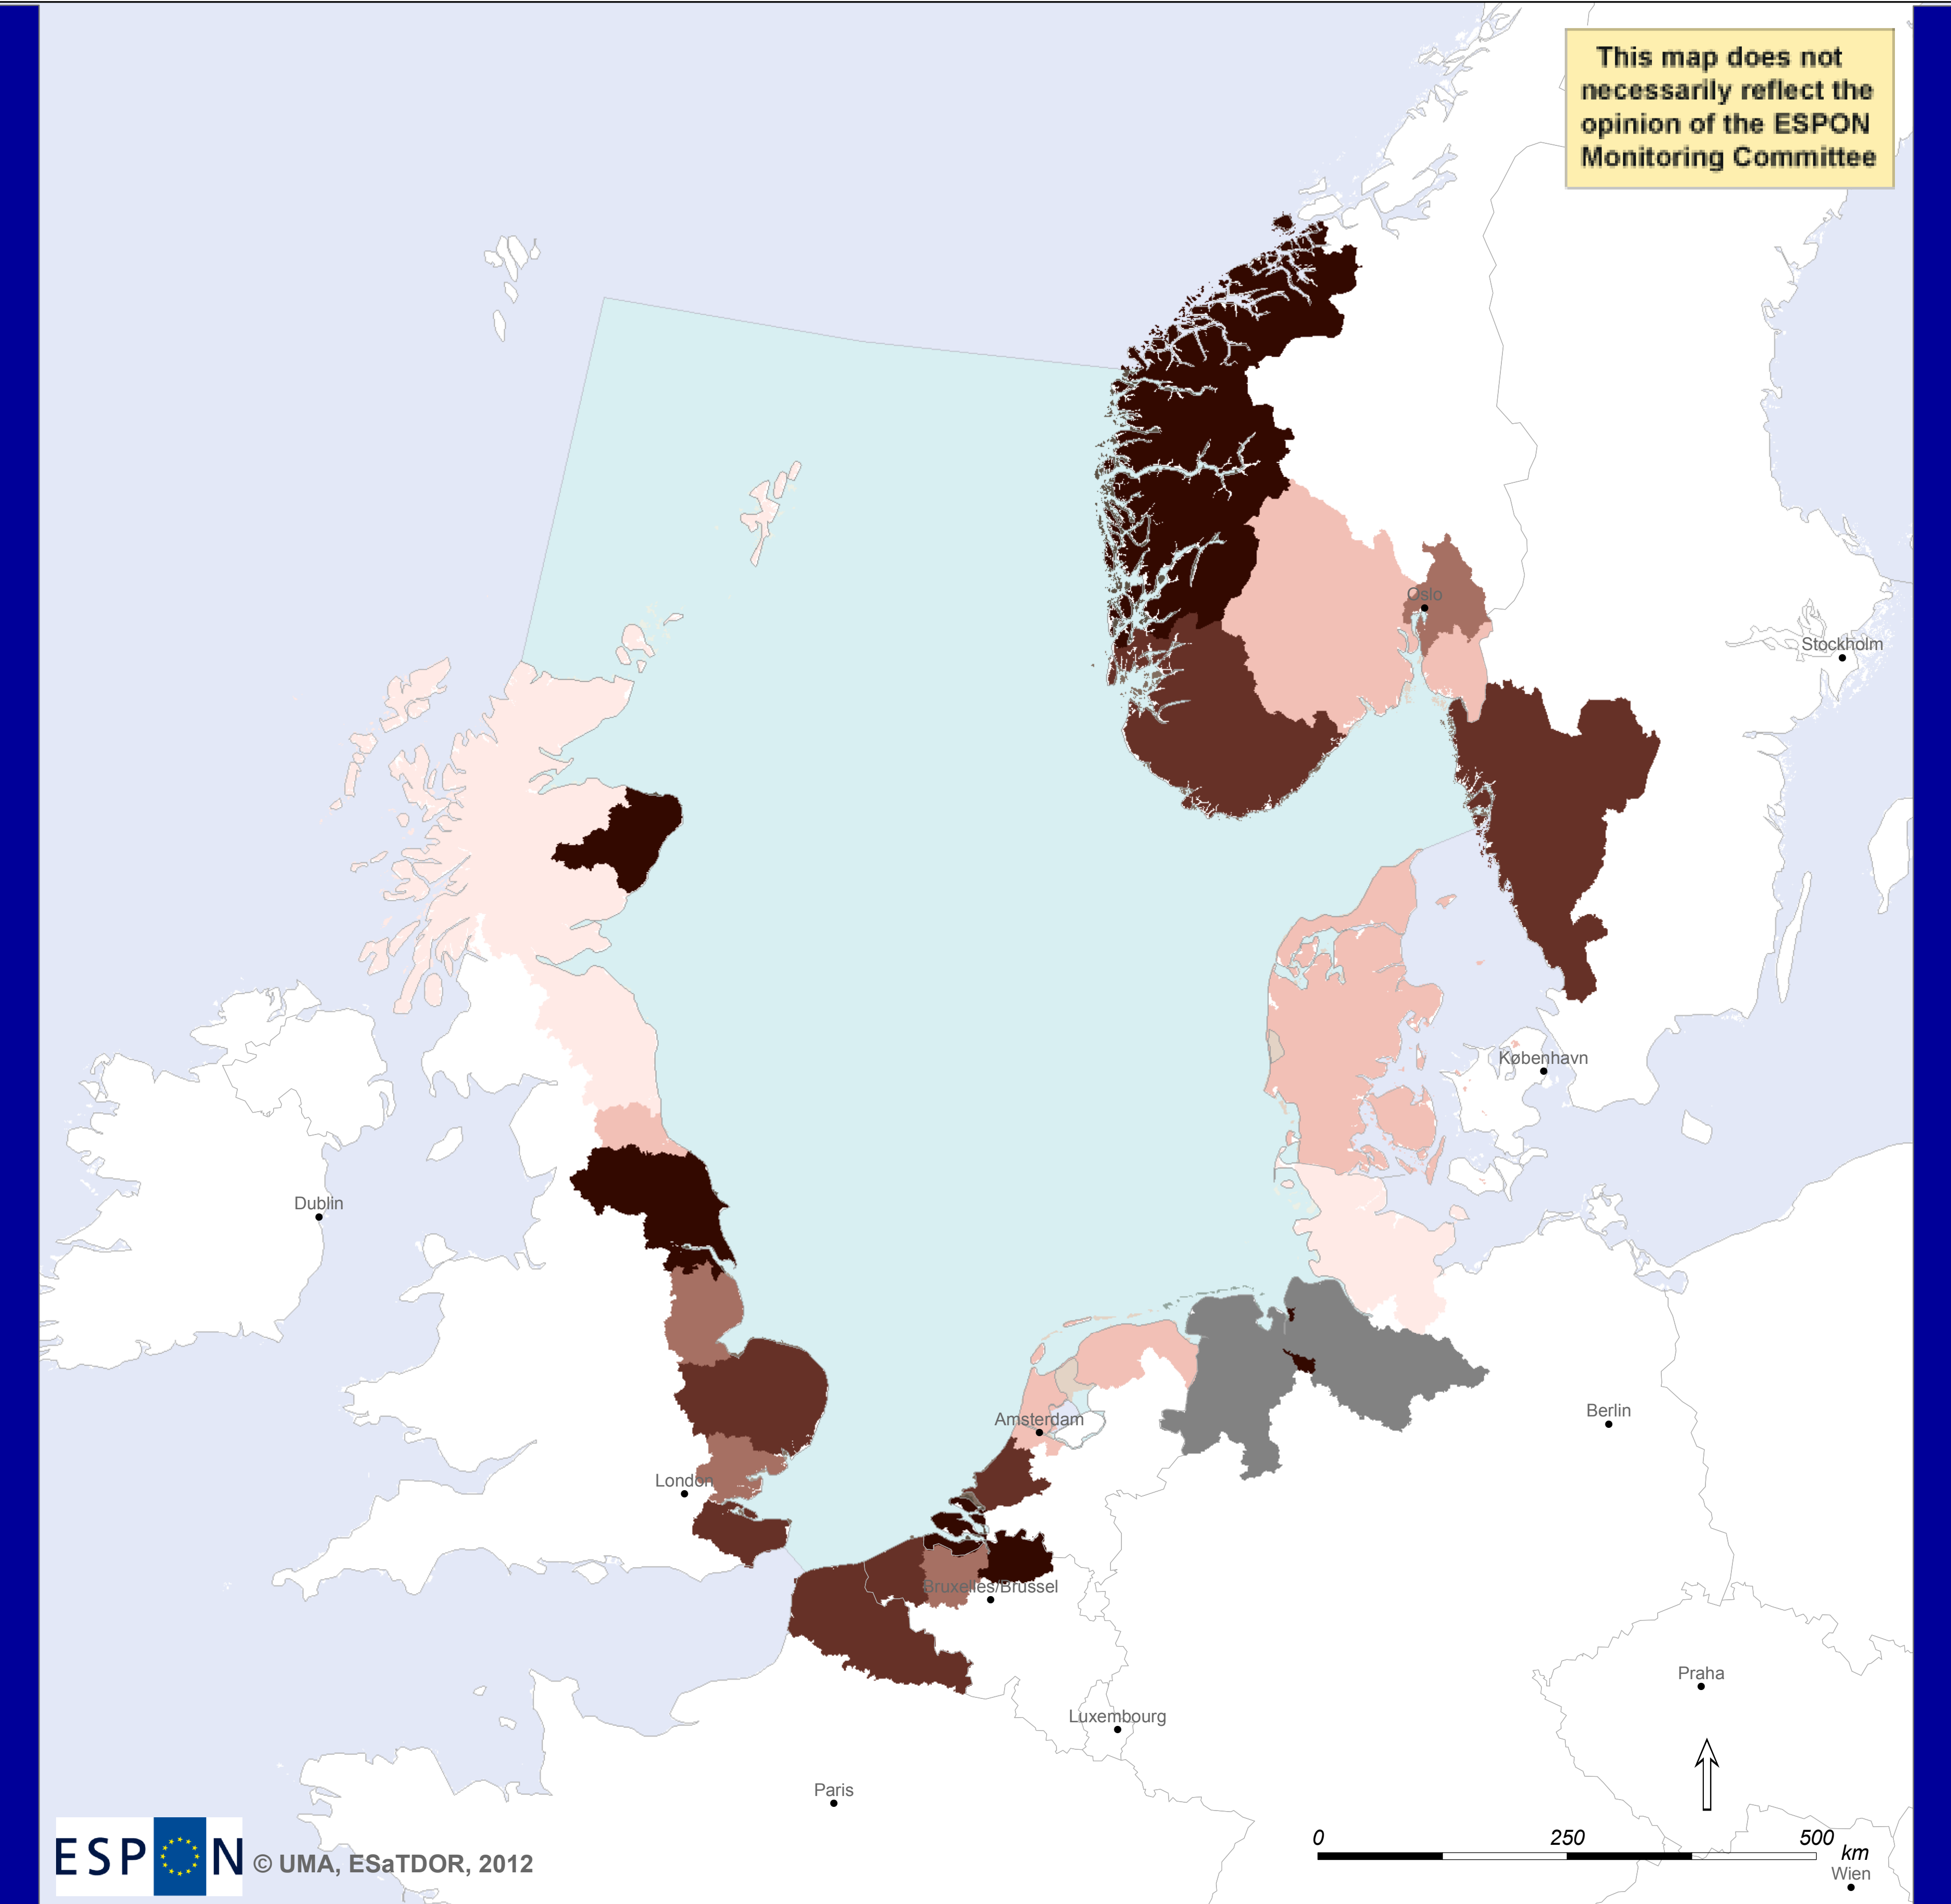 This map does not
necessarily reflect the
opinion of the ESPON
Monitoring Committee
Oslo
Stockholm
København
Dublin
Berlin
Amsterdam
London
Bruxelles/Brussel
Praha
Luxembourg
Paris
0 250 500
km
Wien
ESPON © UMA, ESaTDOR, 2012